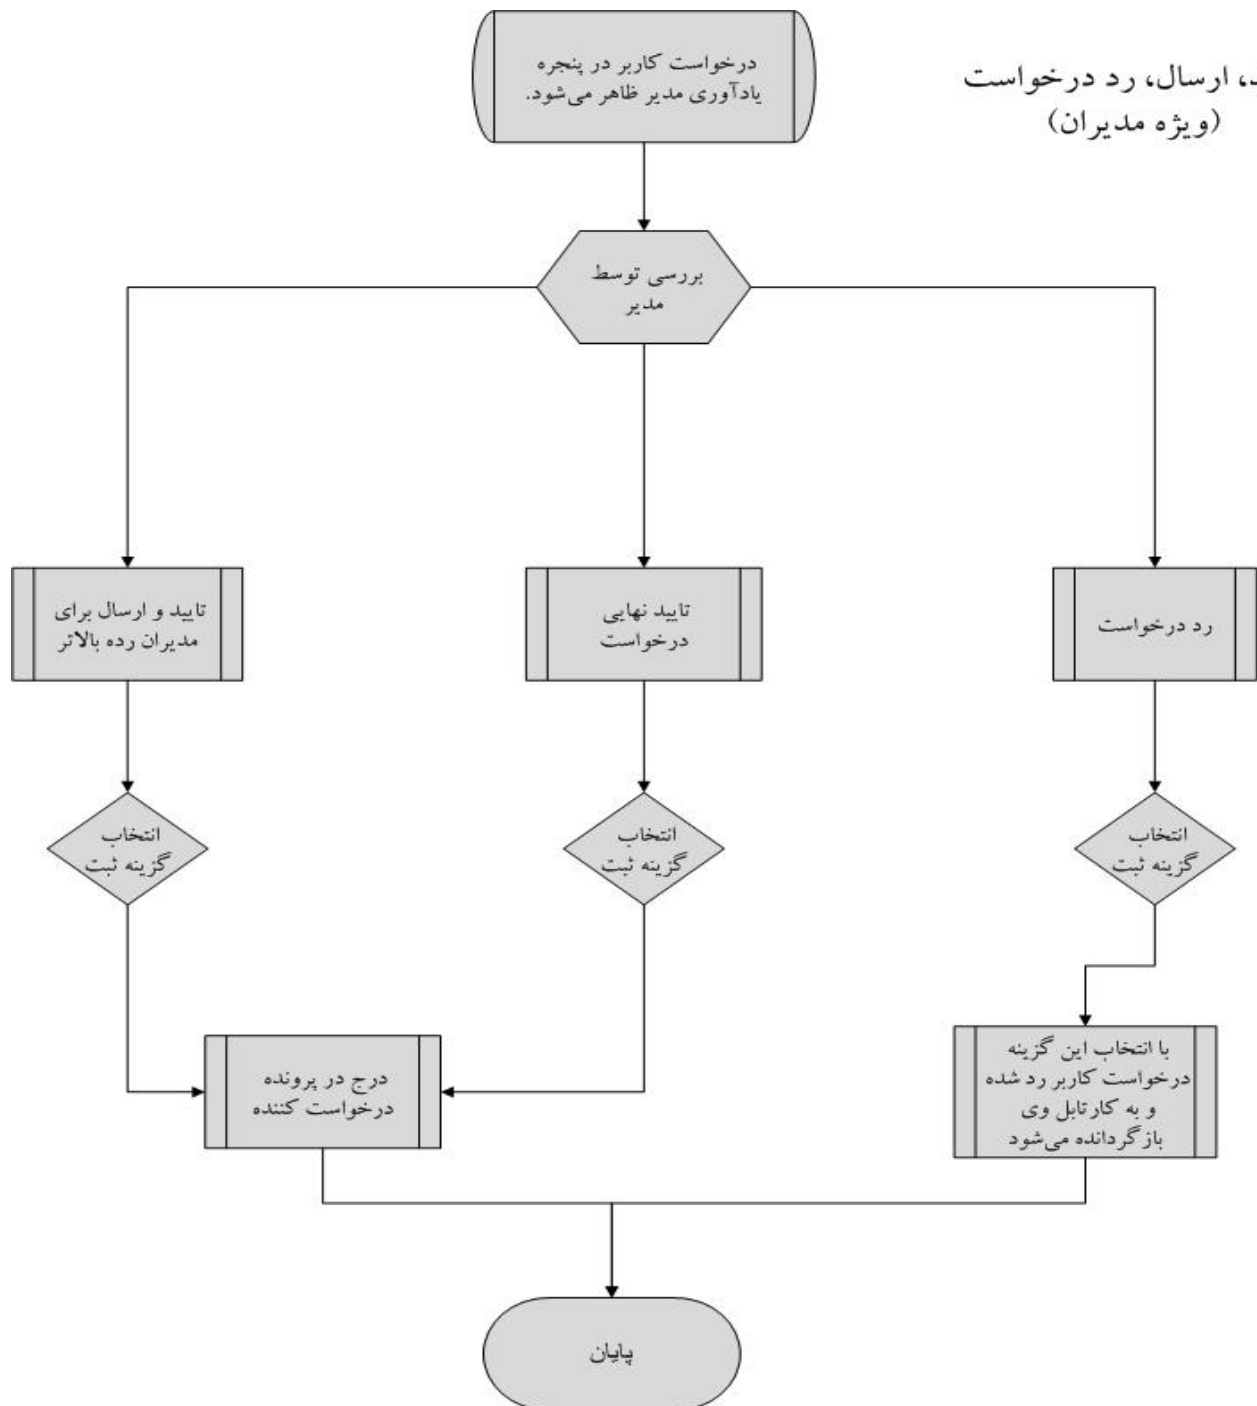 ارسال، رد درخواست
(ویژه مدیران)
درخواست کاربر در پنجره
یادآوری مدیر ظاهر می‌شود.
بررسی توسط
مدیر
رد درخواست
تایید نهایی
درخواست
تایید و ارسال برای
مدیران رده بالاتر
انتخاب
گزینه ثبت
انتخاب
گزینه ثبت
انتخاب
گزینه ثبت
با انتخاب این گزینه
درخواست کاربر رد شده
و به کارتابل وی
بازگردانده می‌شود
درج در پرونده
درخواست کننده
پایان